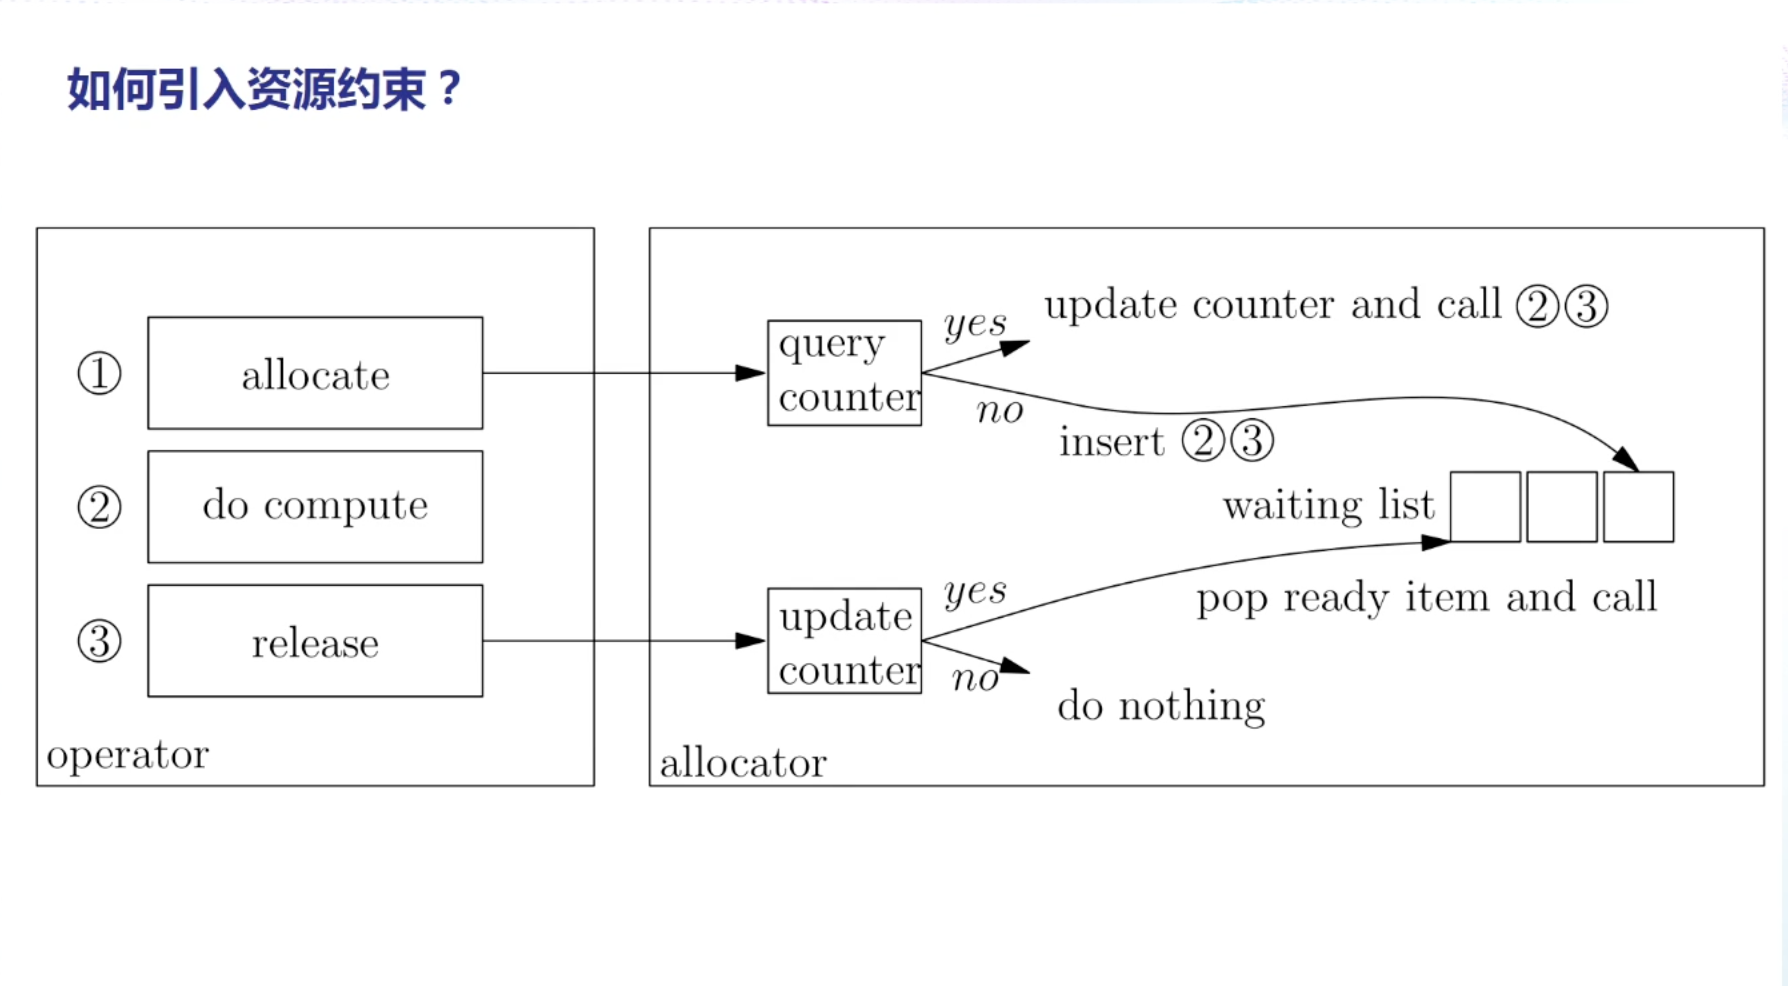 如何引入资源约束？
① allocate
② do compute
③ release
operator
query
counter
yes
update counter and call ②③
no
insert ②③
waiting list
update
counter
yes
pop ready item and call
no
do nothing
allocator